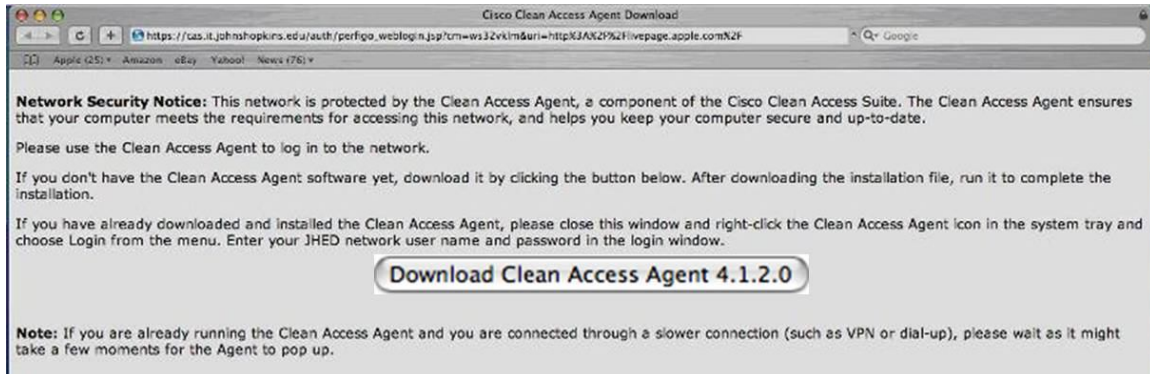 Cisco Clean Access Agent Download
https://cas.it.johnshopkins.edu/auth/perfigo_weblogin.jsp?cm=ws32vklm&uri=http%3A%2F%2Flivepage.apple.com%2F
Google
Apple (25) Amazon eBay Yahoo! News (76)
Network Security Notice: This network is protected by the Clean Access Agent, a component of the Cisco Clean Access Suite. The Clean Access Agent ensures
that your computer meets the requirements for accessing this network, and helps you keep your computer secure and up-to-date.
Please use the Clean Access Agent to log in to the network.
If you don't have the Clean Access Agent software yet, download it by clicking the button below. After downloading the installation file, run it to complete the
installation.
If you have already downloaded and installed the Clean Access Agent, please close this window and right-click the Clean Access Agent icon in the system tray and
choose Login from the menu. Enter your JHED network user name and password in the login window.
Download Clean Access Agent 4.1.2.0
Note: If you are already running the Clean Access Agent and you are connected through a slower connection (such as VPN or dial-up), please wait as it might
take a few moments for the Agent to pop up.